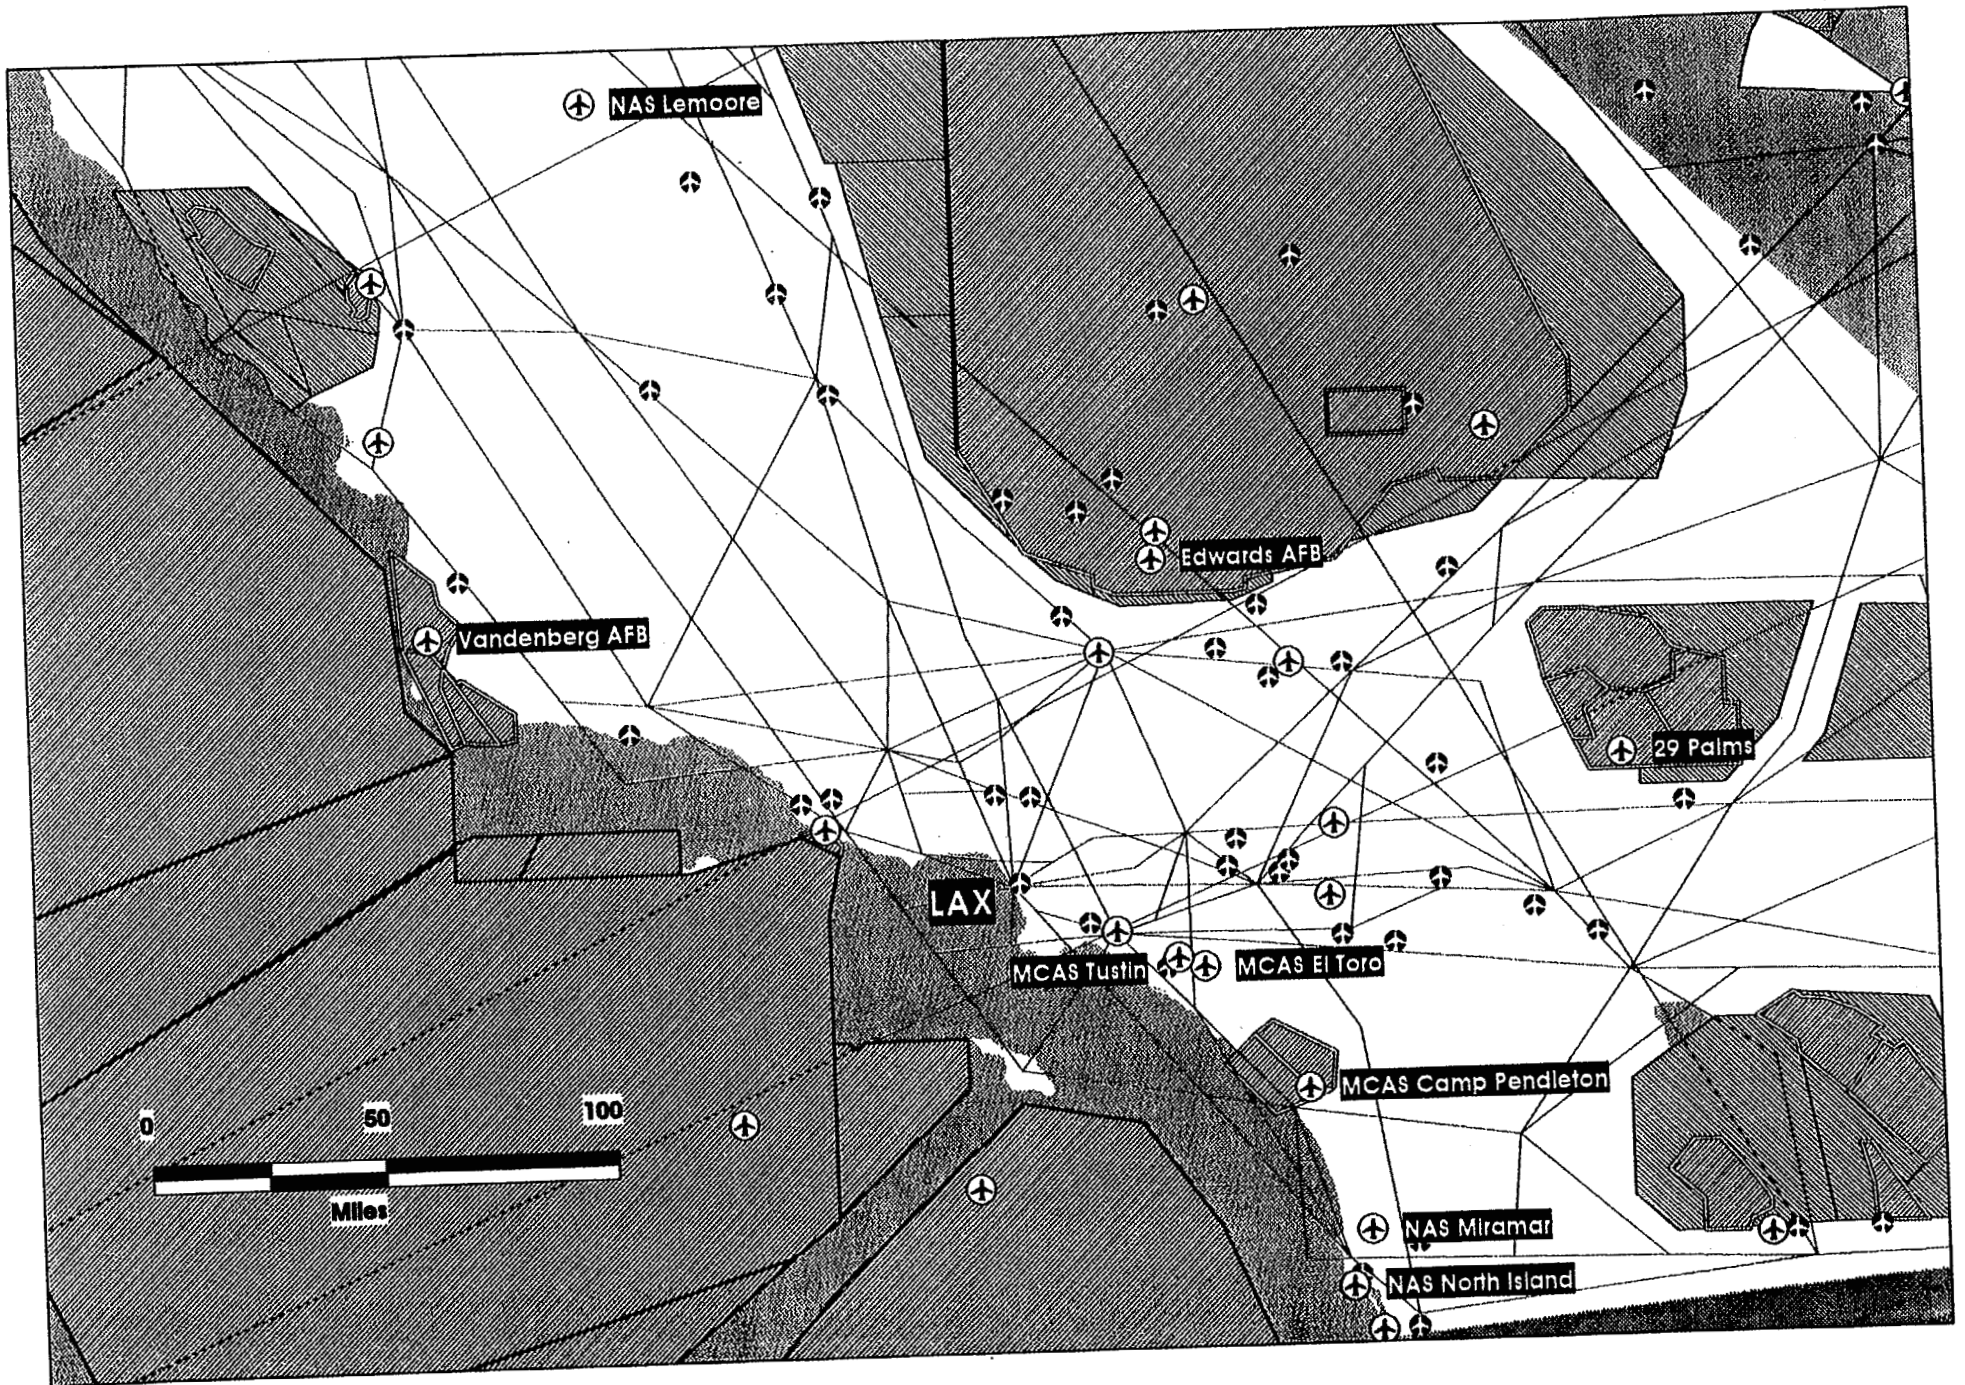 NAS Lemoore
Edwards AFB
Vandenberg AFB
29 Palms
LAX
MCAS Tustin
MCAS El Toro
MCAS Camp Pendleton
0 50 100
Miles
NAS Miramar
NAS North Island